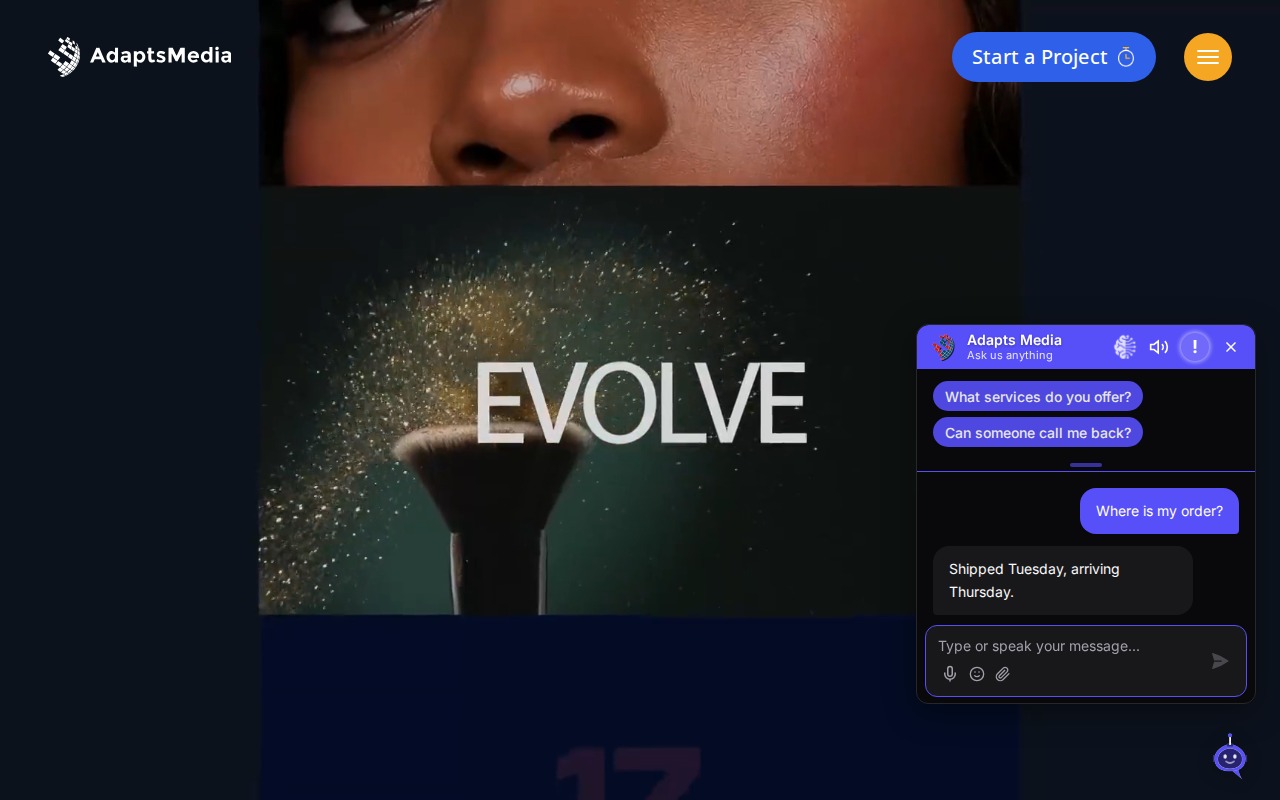 AdaptsMedia
Start a Project
EVOLVE
17
Adapts Media
Ask us anything
What services do you offer?
Can someone call me back?
Where is my order?
Shipped Tuesday, arriving
Thursday.
Type or speak your message...